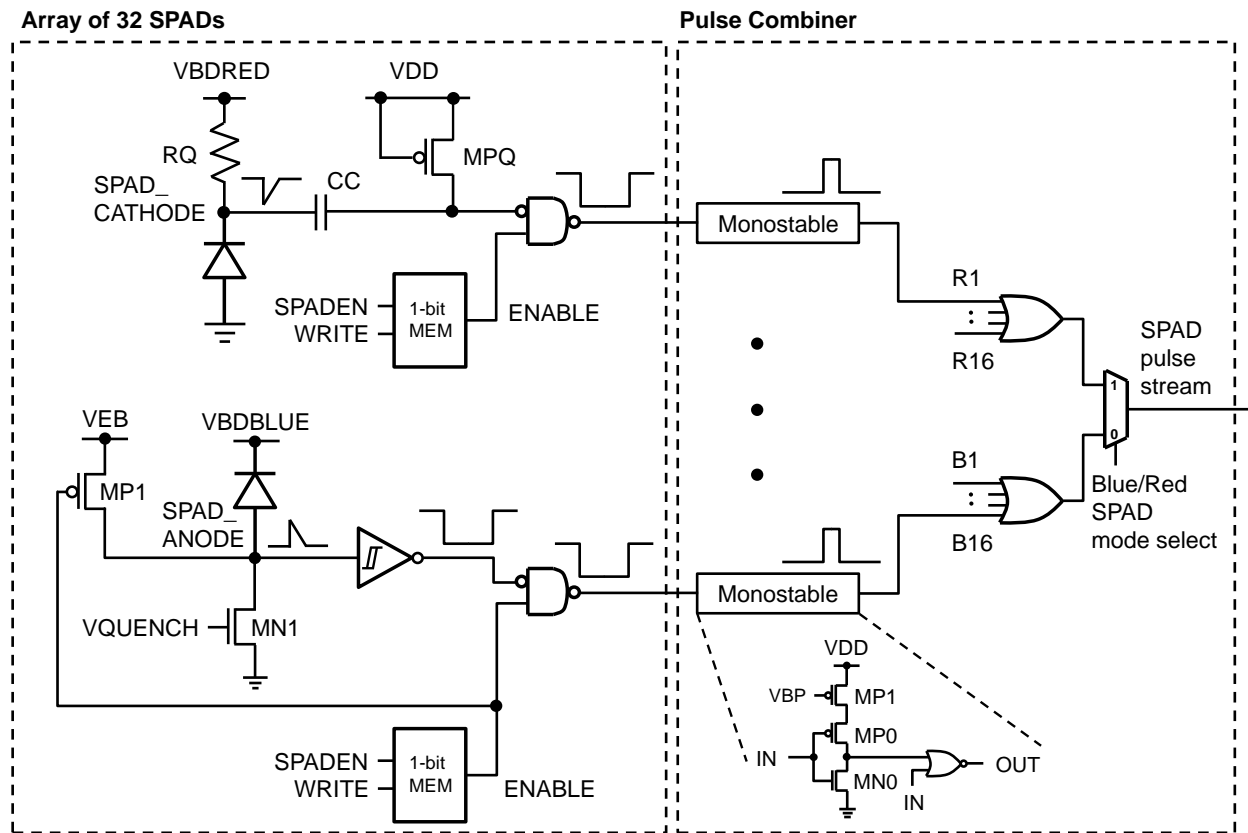 Array of 32 SPADs
Pulse Combiner
VBDRED
VDD
RQ
MPQ
SPAD_
CATHODE
CC
Monostable
SPADEN
WRITE
1-bit
MEM
ENABLE
R1
:
R16
SPAD
pulse
stream
1
0
VEB
VBDBLUE
MP1
SPAD_
ANODE
VQUENCH
MN1
B1
:
B16
Blue/Red
SPAD
mode select
Monostable
SPADEN
WRITE
1-bit
MEM
ENABLE
VDD
VBP
MP1
MP0
IN
MN0
IN
OUT